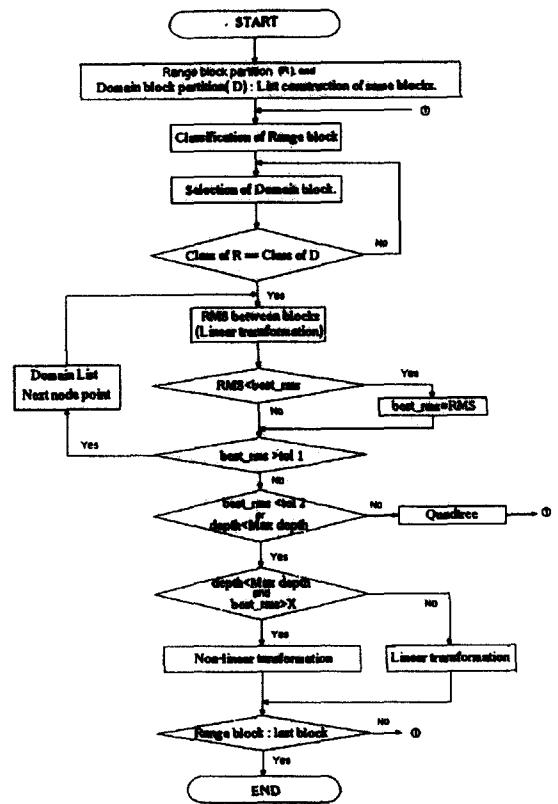 START
Range block partition (R). and
Domain block partition( D) : List construction of same blocks.
①
Classification of Range block
Selection of Domain block.
No
Class of R == Class of D
Yes
RMS between blocks
(Linear transformation)
Domain List
Next node point
Yes
RMS<best_rms
best_rms=RMS
No
Yes
best_rms >tol 1
No
best_rms <tol 2
or
depth<Max depth
No
Quadtree
①
Yes
depth<Max depth
and
best_rms>X
No
Yes
Non-linear transformation
Linear transformation
Range block : last block
No
①
Yes
END